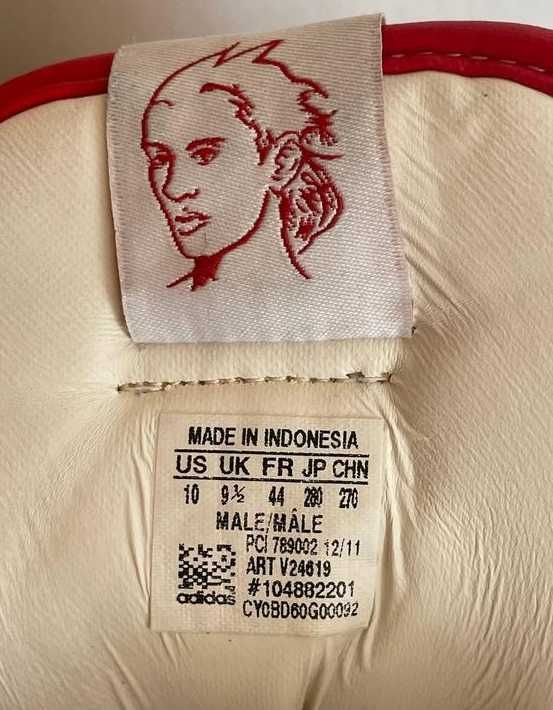 MADE IN INDONESIA
US UK FR JP CHN
10 9½ 44 280 270
MALE/MÂLE
PCI 789002 12/11
ART V24619
#104882201
adidas CY0BD60G00092